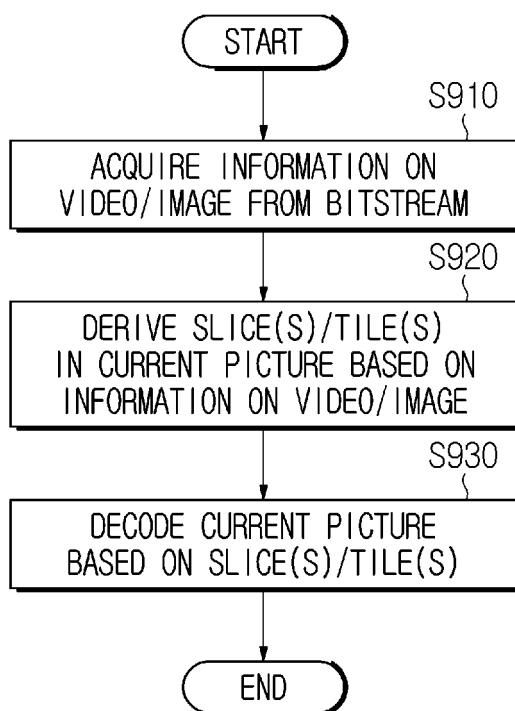 START
S910
ACQUIRE INFORMATION ON
VIDEO/IMAGE FROM BITSTREAM
S920
DERIVE SLICE(S)/TILE(S)
IN CURRENT PICTURE BASED ON
INFORMATION ON VIDEO/IMAGE
S930
DECODE CURRENT PICTURE
BASED ON SLICE(S)/TILE(S)
END